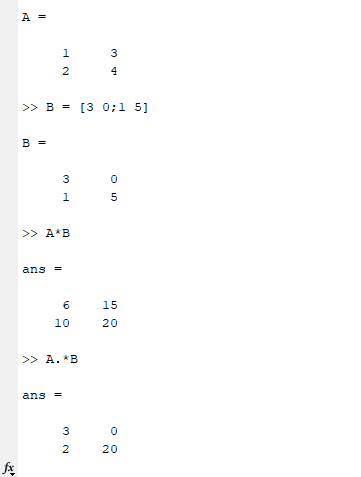 A =
1 3
2 4
>> B = [3 0;1 5]
B =
3 0
1 5
>> A*B
ans =
6 15
10 20
>> A.*B
ans =
3 0
2 20
fx